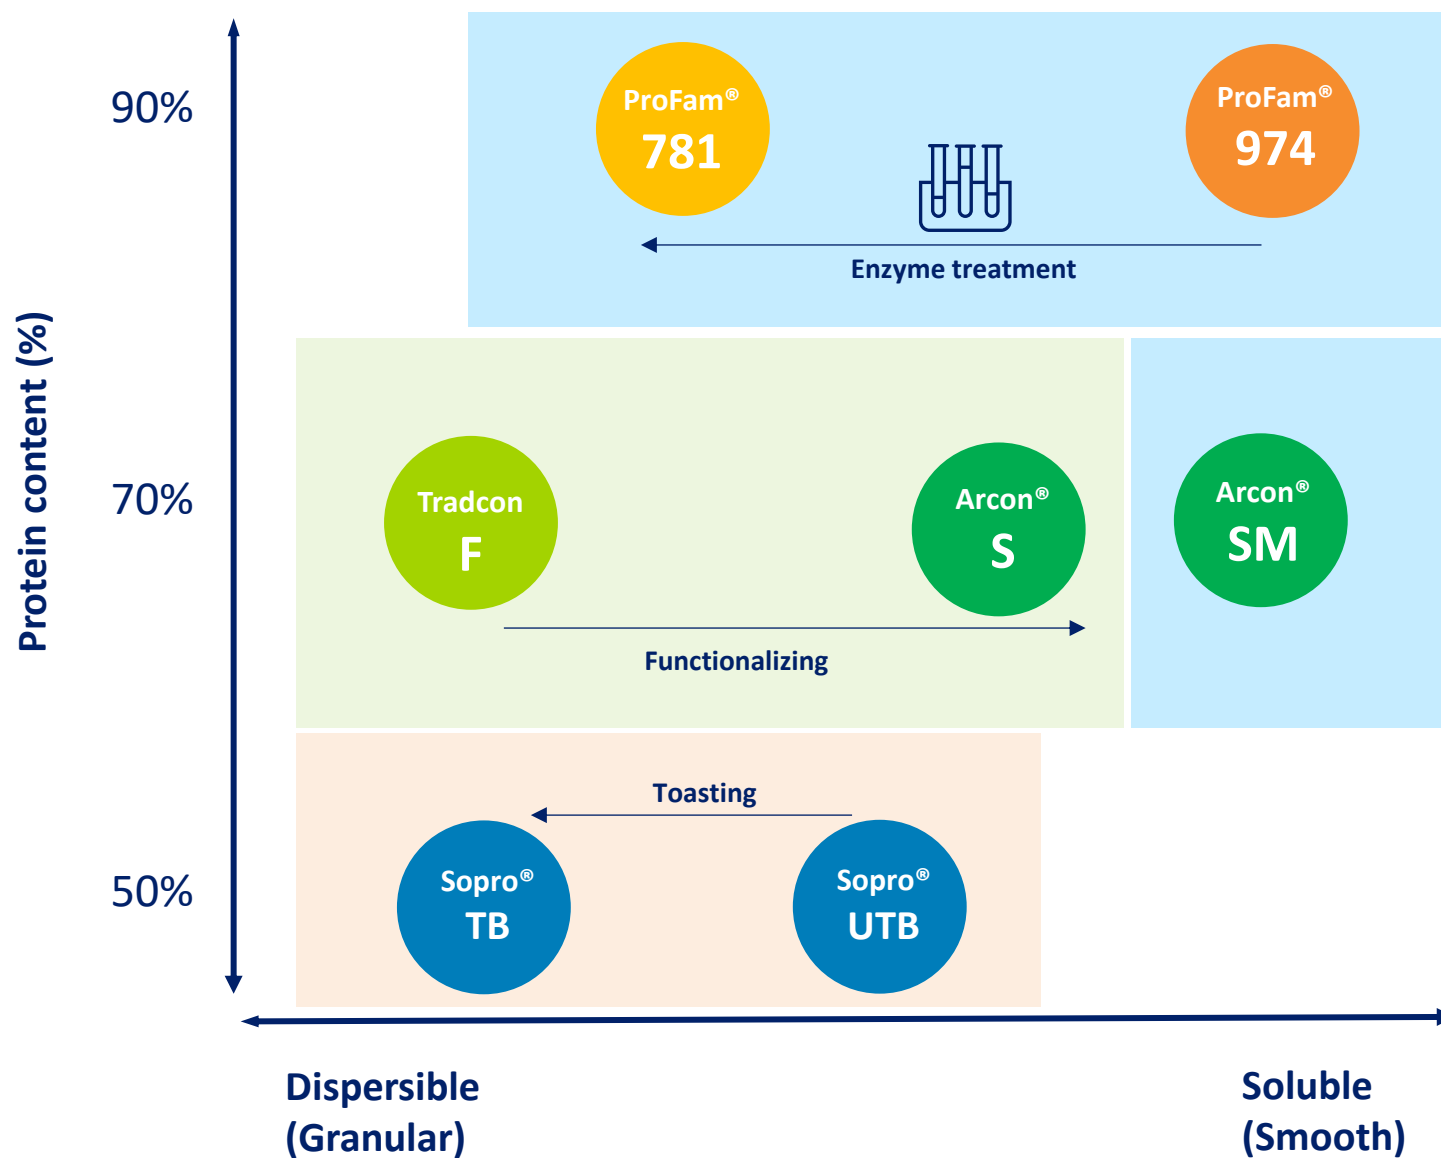 Protein content (%)
90%
70%
50%
ProFam®
781
ProFam®
974
Enzyme treatment
Tradcon
F
Arcon®
S
Arcon®
SM
Functionalizing
Toasting
Sopro®
TB
Sopro®
UTB
Dispersible
(Granular)
Soluble
(Smooth)